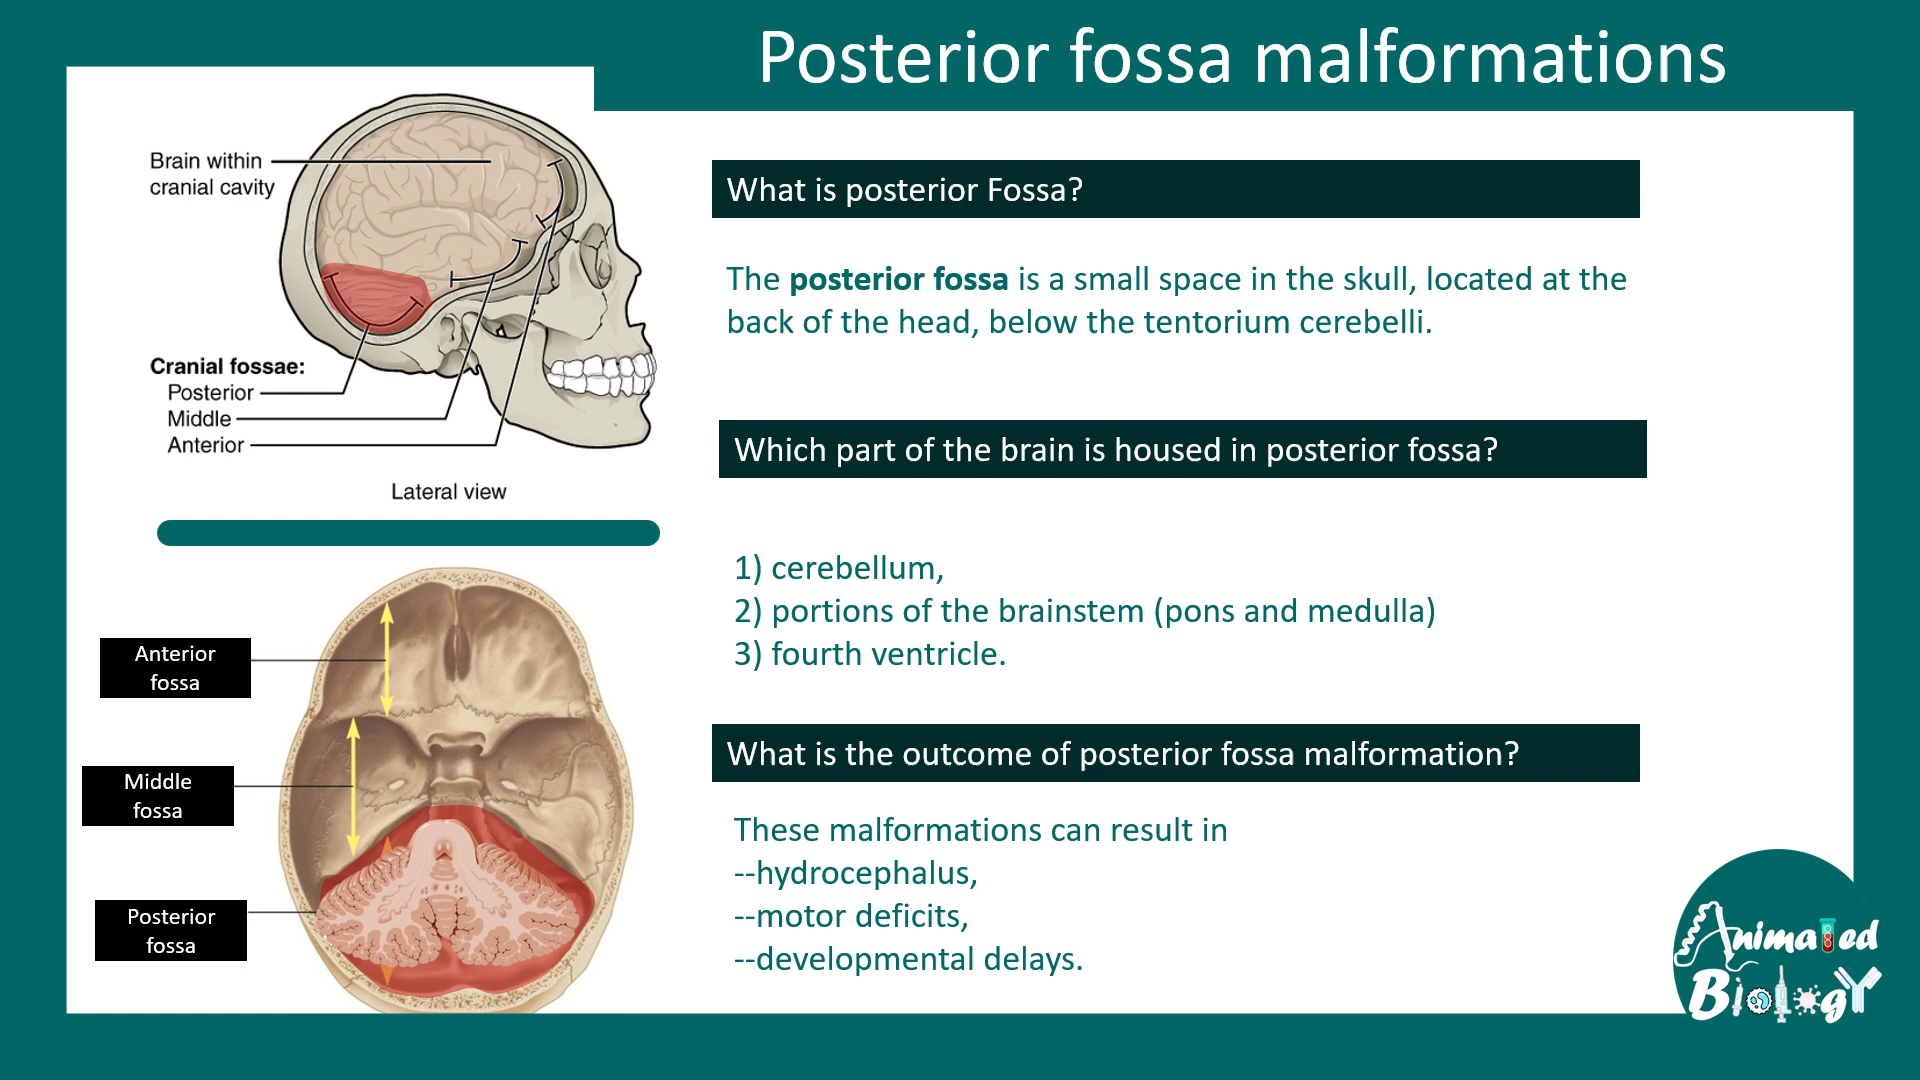 Posterior fossa malformations
Brain within
cranial cavity
Cranial fossae:
Posterior
Middle
Anterior
Lateral view
Anterior
fossa
Middle
fossa
Posterior
fossa
What is posterior Fossa?
The posterior fossa is a small space in the skull, located at the
back of the head, below the tentorium cerebelli.
Which part of the brain is housed in posterior fossa?
1) cerebellum,
2) portions of the brainstem (pons and medulla)
3) fourth ventricle.
What is the outcome of posterior fossa malformation?
These malformations can result in
--hydrocephalus,
--motor deficits,
--developmental delays.
Animated
Biology